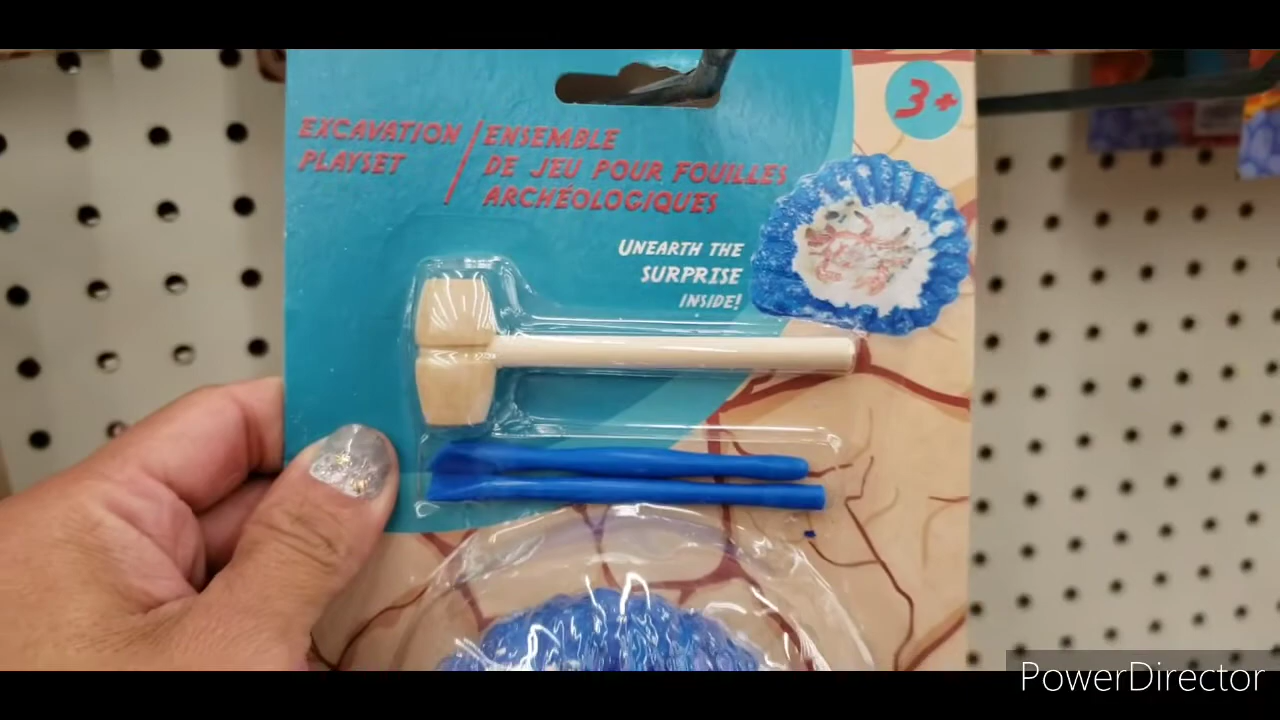 3+
EXCAVATION
PLAYSET
ENSEMBLE
DE JEU POUR FOUILLES
ARCHÉOLOGIQUES
UNEARTH THE
SURPRISE
INSIDE!
PowerDirector